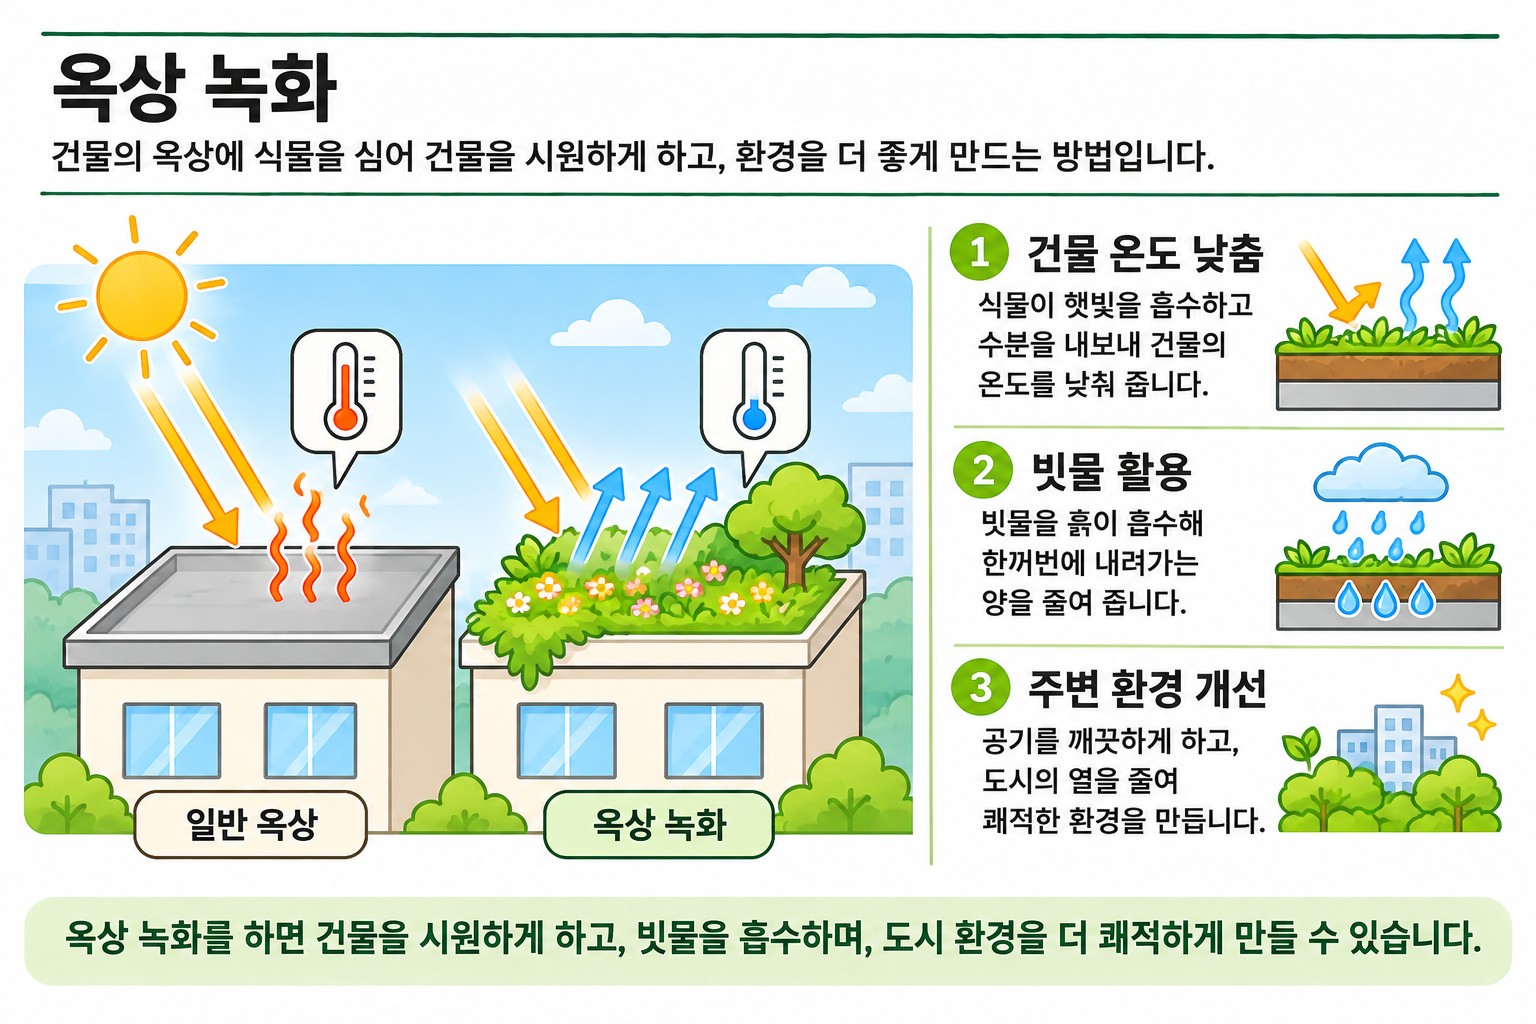 옥상 녹화
건물의 옥상에 식물을 심어 건물을 시원하게 하고, 환경을 더 좋게 만드는 방법입니다.
일반 옥상
옥상 녹화
1 건물 온도 낮춤
식물이 햇빛을 흡수하고
수분을 내보내 건물의
온도를 낮춰 줍니다.
2 빗물 활용
빗물을 흙이 흡수해
한꺼번에 내려가는
양을 줄여 줍니다.
3 주변 환경 개선
공기를 깨끗하게 하고,
도시의 열을 줄여
쾌적한 환경을 만듭니다.
옥상 녹화를 하면 건물을 시원하게 하고, 빗물을 흡수하며, 도시 환경을 더 쾌적하게 만들 수 있습니다.